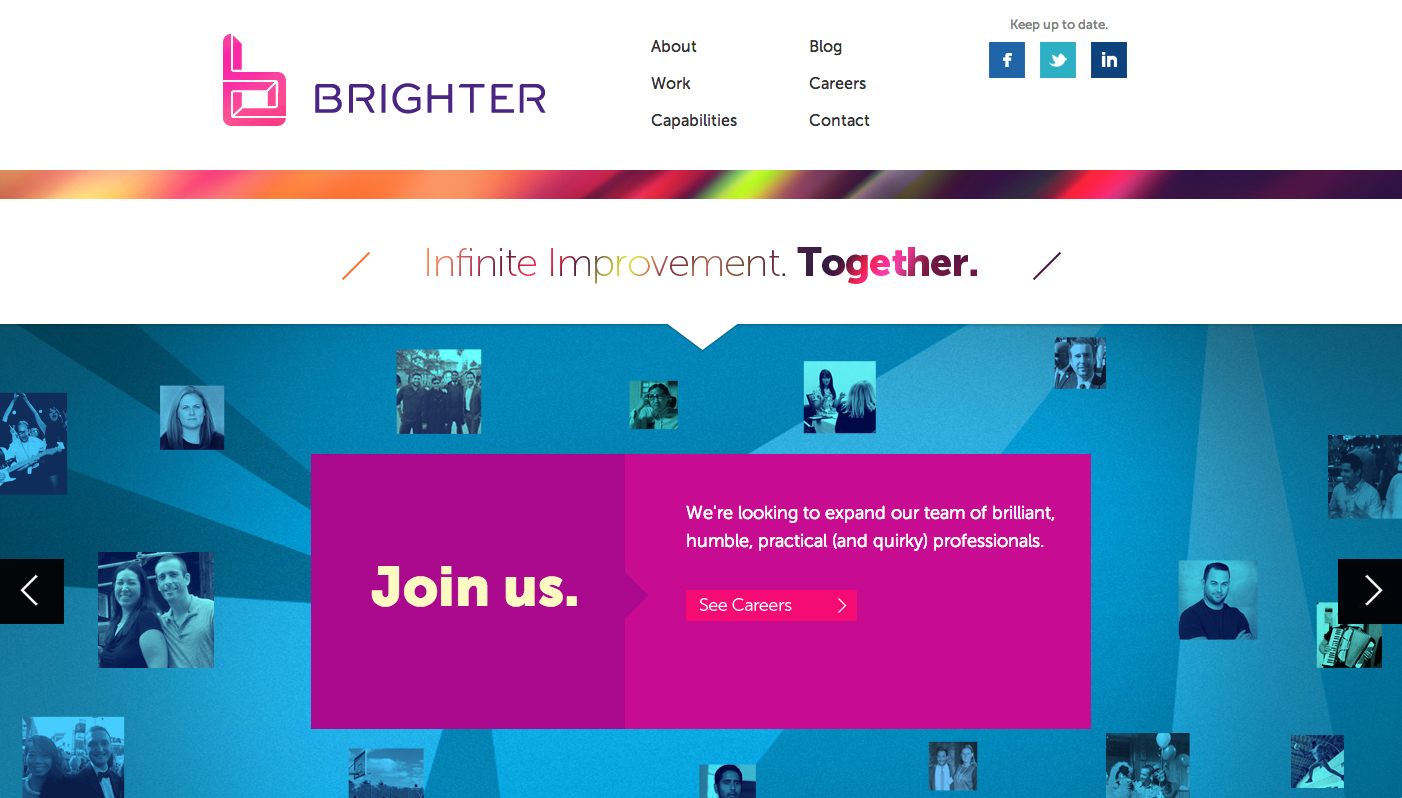 BRIGHTER
About
Work
Capabilities
Blog
Careers
Contact
Keep up to date.
f
in
Infinite Improvement. Together.
Join us.
We're looking to expand our team of brilliant,
humble, practical (and quirky) professionals.
See Careers